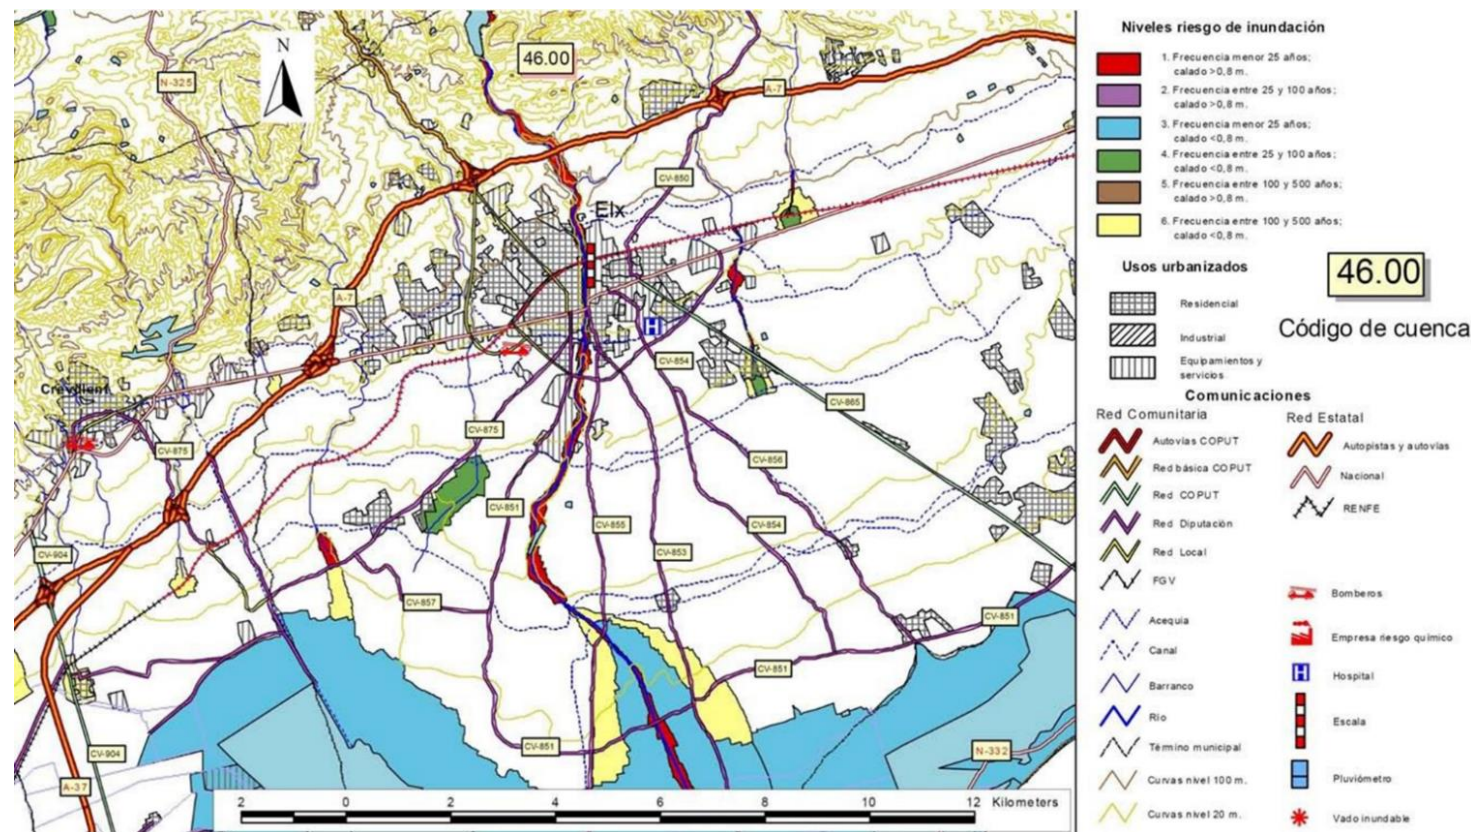 N
46.00
N-325
A-7
CV-850
Elx
A-7
H
CV-854
Crevillent
CV-865
CV-875
CV-875
CV-856
CV-851
CV-855
CV-854
CV-904
CV-853
CV-857
CV-851
CV-851
CV-851
CV-904
N-332
A-37
2 0 2 4 6 8 10 12 Kilometers
Niveles riesgo de inundación
1. Frecuencia menor 25 años;
calado >0,8 m.
2. Frecuencia entre 25 y 100 años;
calado >0,8 m.
3. Frecuencia menor 25 años;
calado <0,8 m.
4. Frecuencia entre 25 y 100 años;
calado <0,8 m.
5. Frecuencia entre 100 y 500 años;
calado >0,8 m.
6. Frecuencia entre 100 y 500 años;
calado <0,8 m.
Usos urbanizados
Residencial
Industrial
Equipamientos y
servicios
46.00
Código de cuenca
Comunicaciones
Red Comunitaria
Autovías COPUT
Red básica COPUT
Red COPUT
Red Diputación
Red Local
FGV
Acequia
Canal
Barranco
Río
Término municipal
Curvas nivel 100 m.
Curvas nivel 20 m.
Red Estatal
Autopistas y autovías
Nacional
RENFE
Bomberos
Empresa riesgo químico
H Hospital
Escala
Pluviómetro
Vado inundable